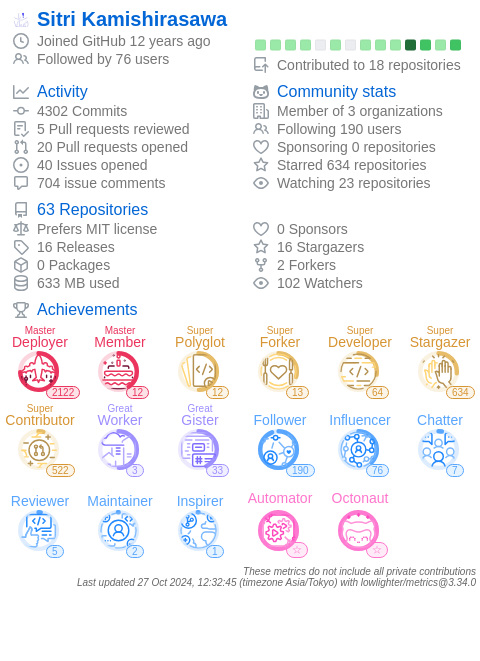 Sitri Kamishirasawa
Joined GitHub 12 years ago
Followed by 76 users
Contributed to 18 repositories
Activity
4302 Commits
5 Pull requests reviewed
20 Pull requests opened
40 Issues opened
704 issue comments
Community stats
Member of 3 organizations
Following 190 users
Sponsoring 0 repositories
Starred 634 repositories
Watching 23 repositories
63 Repositories
Prefers MIT license
16 Releases
0 Packages
633 MB used
0 Sponsors
16 Stargazers
2 Forkers
102 Watchers
Achievements
Master
Deployer
2122
Master
Member
12
Super
Polyglot
12
Super
Forker
13
Super
Developer
64
Super
Stargazer
634
Super
Contributor
522
Great
Worker
3
Great
Gister
33
Follower
190
Influencer
76
Chatter
7
Reviewer
5
Maintainer
2
Inspirer
1
Automator
☆
Octonaut
☆
These metrics do not include all private contributions
Last updated 27 Oct 2024, 12:32:45 (timezone Asia/Tokyo) with lowlighter/metrics@3.34.0